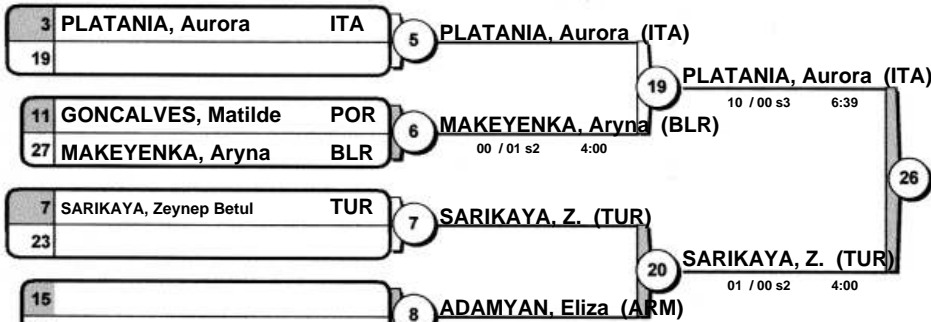 3 PLATANIA, Aurora ITA
19
5 PLATANIA, Aurora (ITA)
11 GONCALVES, Matilde POR
27 MAKEYENKA, Aryna BLR
6 MAKEYENKA, Aryna (BLR)
00 / 01 s2 4:00
19 PLATANIA, Aurora (ITA)
10 / 00 s3 6:39
7 SARIKAYA, Zeynep Betul TUR
23
7 SARIKAYA, Z. (TUR)
15
8 ADAMYAN, Eliza (ARM)
20 SARIKAYA, Z. (TUR)
01 / 00 s2 4:00
26